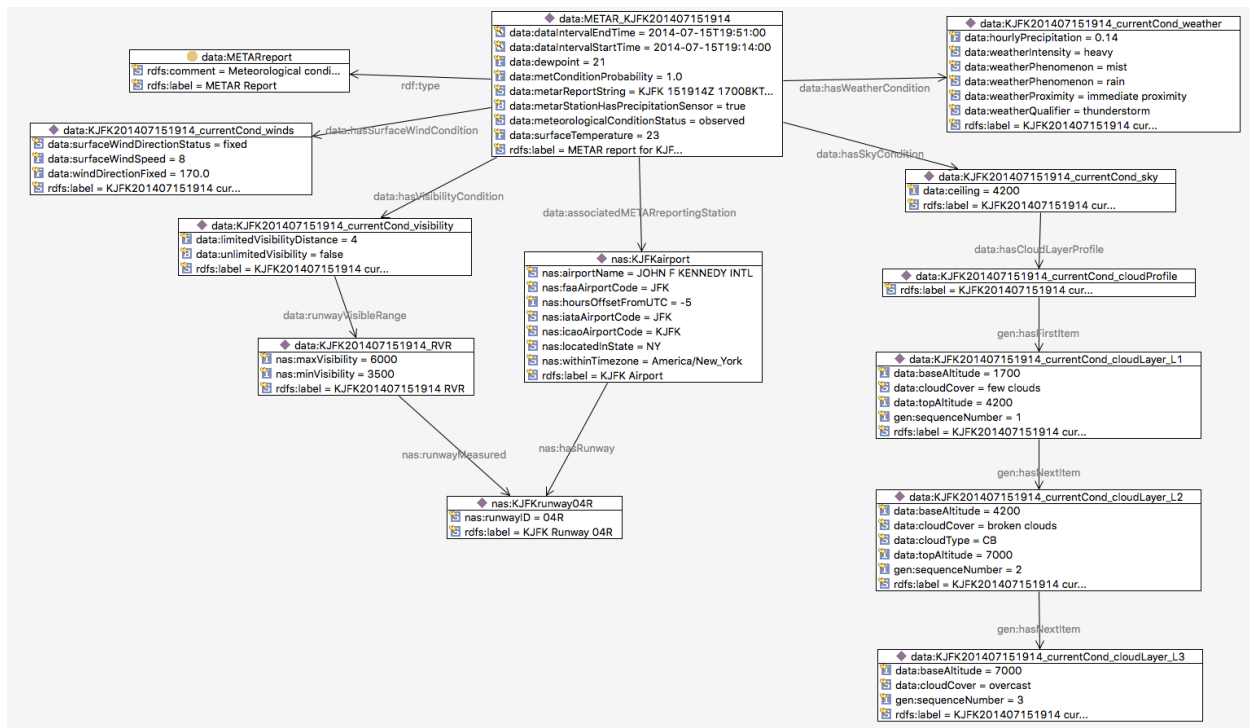 data:METAR_KJFK201407151914
data:dataIntervalEndTime = 2014-07-15T19:51:00
data:dataIntervalStartTime = 2014-07-15T19:14:00
data:dewpoint = 21
data:metConditionProbability = 1.0
data:metarReportString = KJFK 151914Z 17008KT...
data:metarStationHasPrecipitationSensor = true
data:meteorologicalConditionStatus = observed
data:surfaceTemperature = 23
rdfs:label = METAR report for KJF...
data:METARreport
rdfs:comment = Meteorological condi...
rdfs:label = METAR Report
rdf:type
data:hasWeatherCondition
data:KJFK201407151914_currentCond_weather
data:hourlyPrecipitation = 0.14
data:weatherIntensity = heavy
data:weatherPhenomenon = mist
data:weatherPhenomenon = rain
data:weatherProximity = immediate proximity
data:weatherQualifier = thunderstorm
rdfs:label = KJFK201407151914 cur...
data:hasSurfaceWindCondition
data:KJFK201407151914_currentCond_winds
data:surfaceWindDirectionStatus = fixed
data:surfaceWindSpeed = 8
data:windDirectionFixed = 170.0
rdfs:label = KJFK201407151914 cur...
data:hasSkyCondition
data:KJFK201407151914_currentCond_sky
data:ceiling = 4200
rdfs:label = KJFK201407151914 cur...
data:hasVisibilityCondition
data:KJFK201407151914_currentCond_visibility
data:limitedVisibilityDistance = 4
data:unlimitedVisibility = false
rdfs:label = KJFK201407151914 cur...
data:associatedMETARreportingStation
nas:KJFKairport
nas:airportName = JOHN F KENNEDY INTL
nas:faaAirportCode = JFK
nas:hoursOffsetFromUTC = -5
nas:iataAirportCode = JFK
nas:icaoAirportCode = KJFK
nas:locatedInState = NY
nas:withinTimezone = America/New_York
rdfs:label = KJFK Airport
data:hasCloudLayerProfile
data:KJFK201407151914_currentCond_cloudProfile
rdfs:label = KJFK201407151914 cur...
data:runwayVisibleRange
data:KJFK201407151914_RVR
nas:maxVisibility = 6000
nas:minVisibility = 3500
rdfs:label = KJFK201407151914 RVR
gen:hasFirstItem
data:KJFK201407151914_currentCond_cloudLayer_L1
data:baseAltitude = 1700
data:cloudCover = few clouds
data:topAltitude = 4200
gen:sequenceNumber = 1
rdfs:label = KJFK201407151914 cur...
nas:runwayMeasured
nas:hasRunway
nas:KJFKrunway04R
nas:runwayID = 04R
rdfs:label = KJFK Runway 04R
gen:hasNextItem
data:KJFK201407151914_currentCond_cloudLayer_L2
data:baseAltitude = 4200
data:cloudCover = broken clouds
data:cloudType = CB
data:topAltitude = 7000
gen:sequenceNumber = 2
rdfs:label = KJFK201407151914 cur...
gen:hasNextItem
data:KJFK201407151914_currentCond_cloudLayer_L3
data:baseAltitude = 7000
data:cloudCover = overcast
gen:sequenceNumber = 3
rdfs:label = KJFK201407151914 cur...